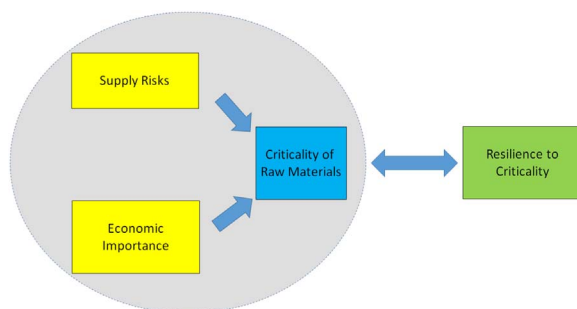 Supply Risks
Criticality of
Raw Materials
Resilience to
Criticality
Economic
Importance